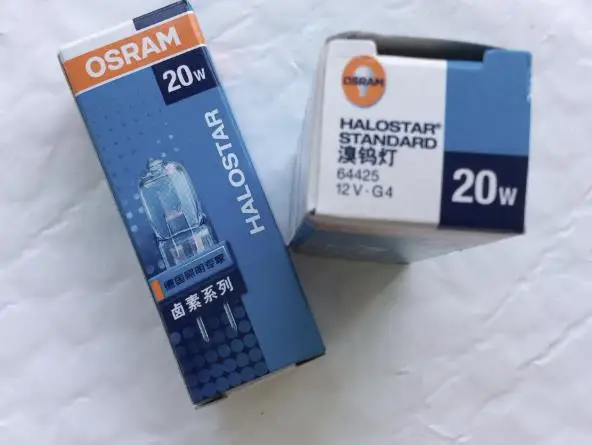 OSRAM
20W
HALOSTAR
卤素系列
OSRAM
HALOSTAR®
STANDARD
溴钨灯
64425
12V-G4
20W